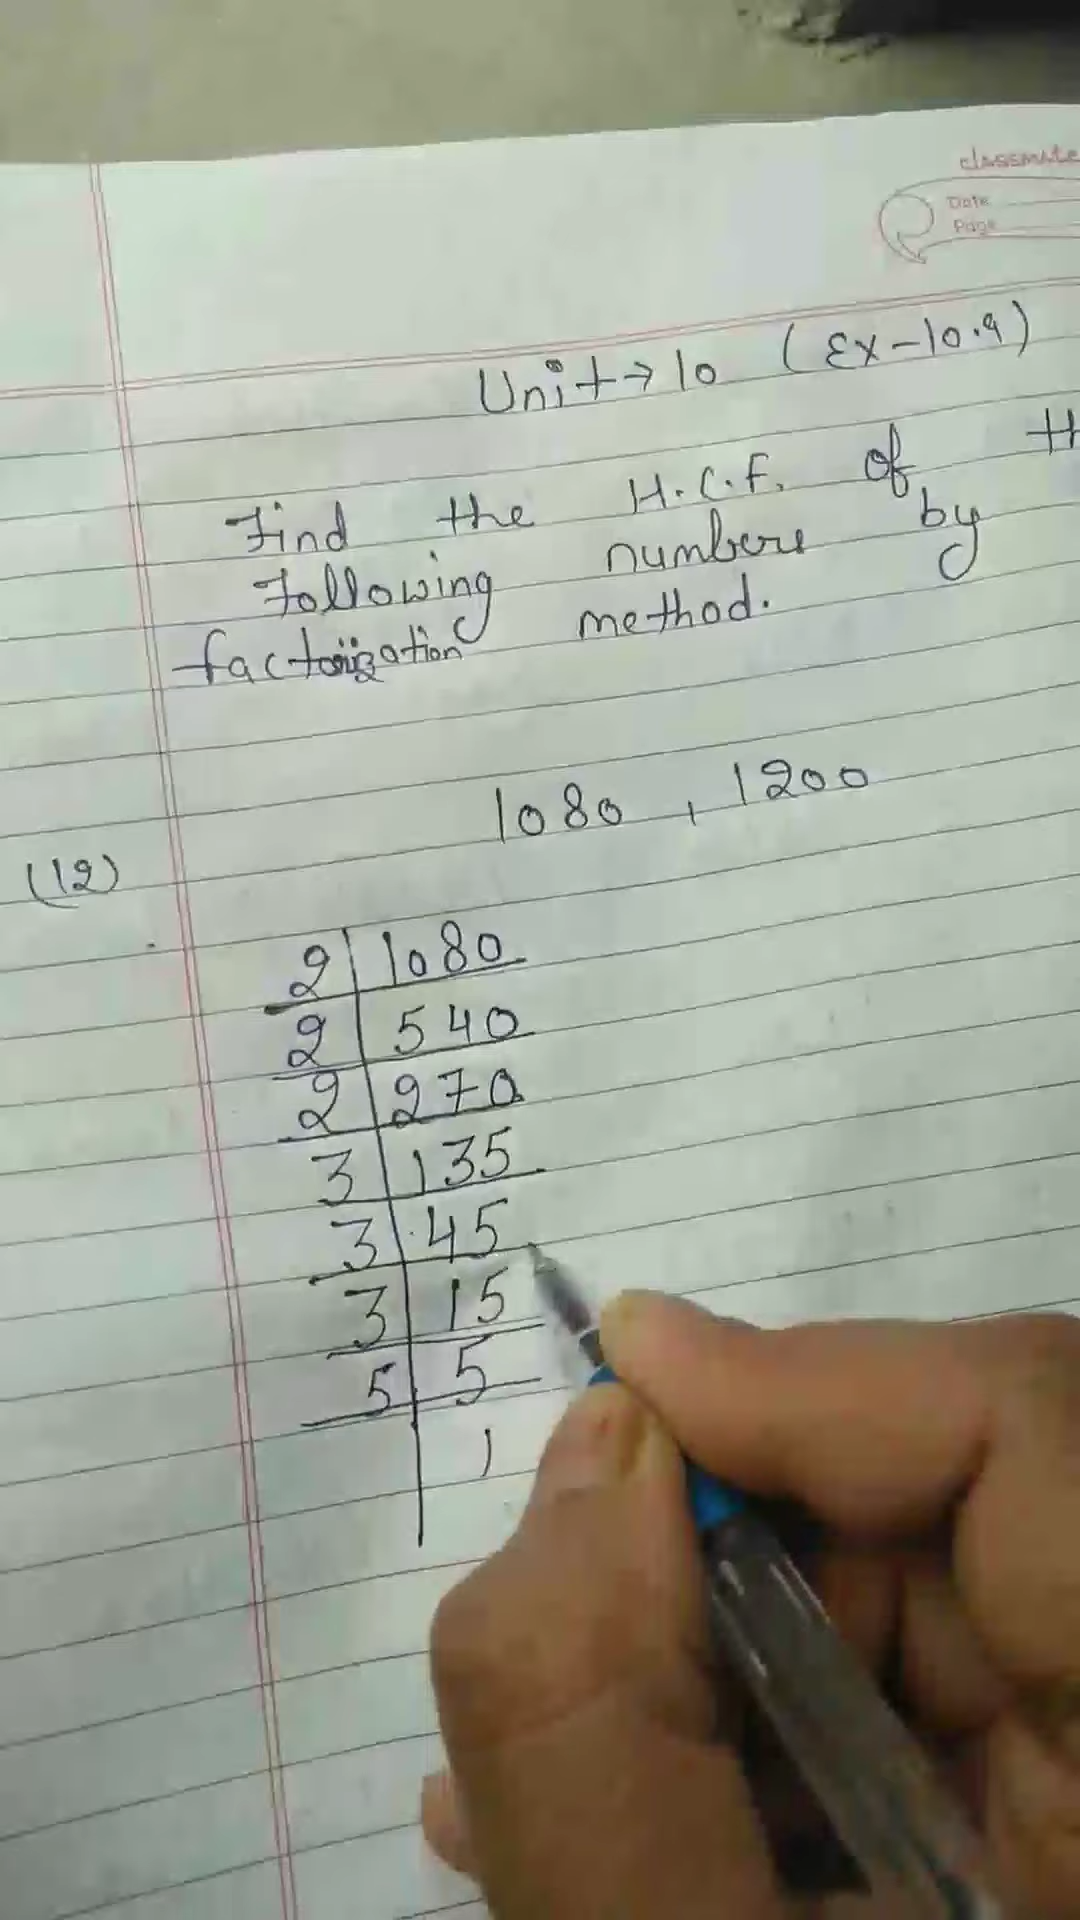 classmate
Date
Page
Unit → 10 (Ex - 10.9)
Find the H.C.F. of
following numbers by
factorization method.
(12) 1080 , 1200
2 | 1080
2 | 540
2 | 270
3 | 135
3 | 45
3 | 15
5 | 5
| 1